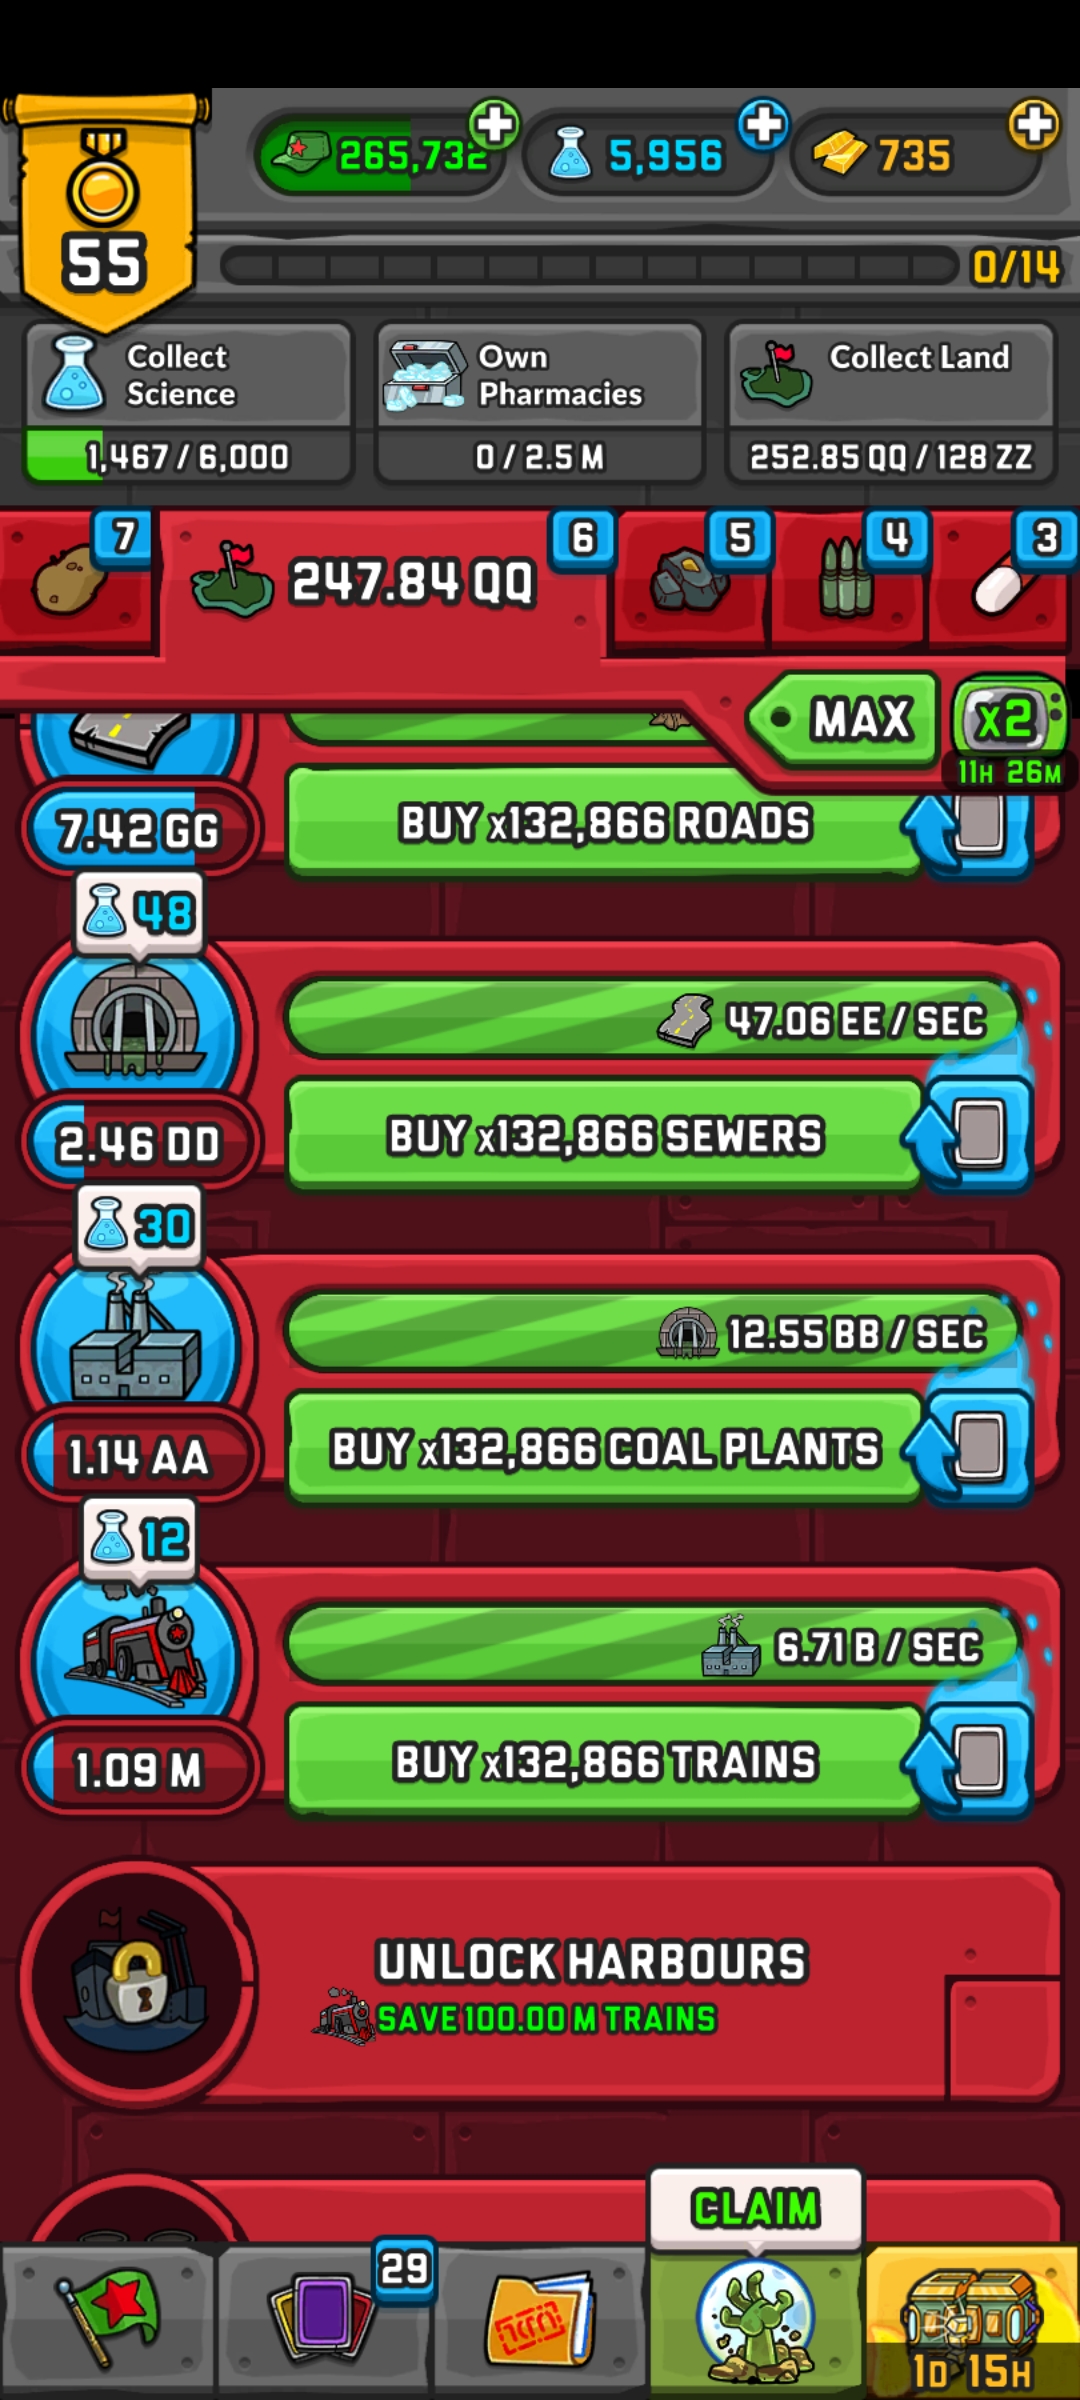 265,732
5,956
735
55
0/14
Collect Science
1,467 / 6,000
Own Pharmacies
0 / 2.5 M
Collect Land
252.85 QQ / 128 ZZ
7
247.84 QQ
6
5
4
3
MAX
x2
11H 26M
7.42 GG
BUY x132,866 ROADS
48
47.06 EE / SEC
2.46 DD
BUY x132,866 SEWERS
30
12.55 BB / SEC
1.14 AA
BUY x132,866 COAL PLANTS
12
6.71 B / SEC
1.09 M
BUY x132,866 TRAINS
UNLOCK HARBOURS
SAVE 100.00 M TRAINS
CLAIM
29
1D 15H